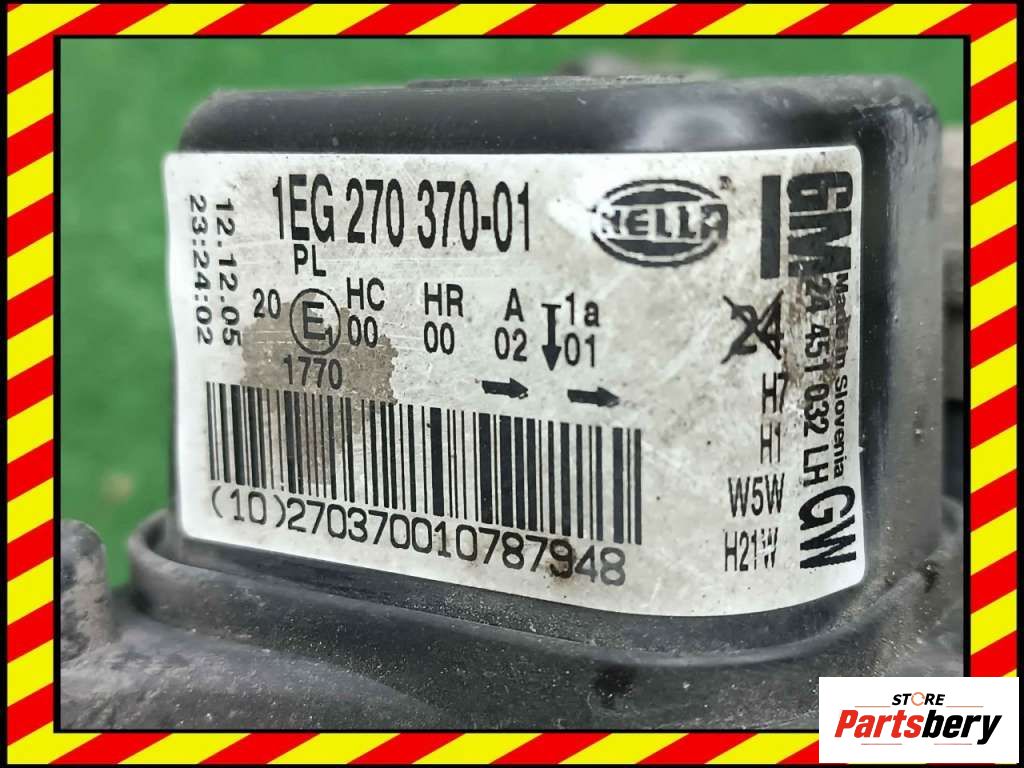 12.12.05
23:24:02
1EG 270 370-01
HELLA
®
PL
20 E1 HC HR A 1a
00 00 02 01
1770
(10)270370010787948
24
H7
H1
W5W
H21W
GM
24 451 032 LH
GW
Made in Slovenia
STORE
Partsbery